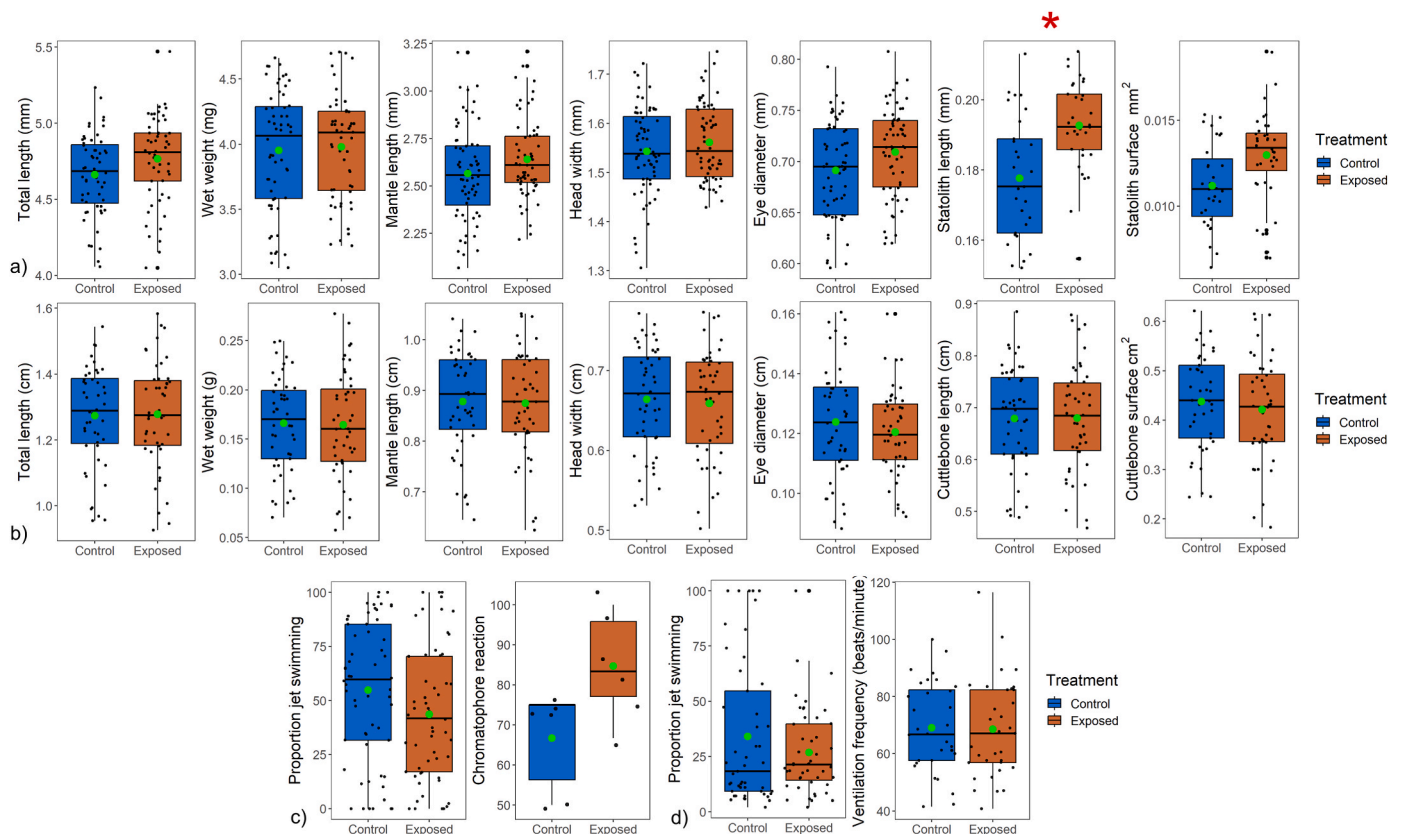 *
Total length (mm)
5.5
5.0
4.5
4.0
Control Exposed
Wet weight (mg)
4.5
4.0
3.5
3.0
Control Exposed
Mantle length (mm)
3.25
3.00
2.75
2.50
2.25
Control Exposed
Head width (mm)
1.7
1.6
1.5
1.4
1.3
Control Exposed
Eye diameter (mm)
0.80
0.75
0.70
0.65
0.60
Control Exposed
Statolith length (mm)
0.20
0.18
0.16
Control Exposed
Statolith surface mm²
0.015
0.010
Control Exposed
Treatment
Control
Exposed
a)
Total length (cm)
1.6
1.4
1.2
1.0
Control Exposed
Wet weight (g)
0.25
0.20
0.15
0.10
0.05
Control Exposed
Mantle length (cm)
1.0
0.9
0.8
0.7
Control Exposed
Head width (cm)
0.7
0.6
0.5
Control Exposed
Eye diameter (cm)
0.16
0.14
0.12
0.10
Control Exposed
Cuttlebone length (cm)
0.9
0.8
0.7
0.6
0.5
Control Exposed
Cuttlebone surface cm²
0.6
0.5
0.4
0.3
0.2
Control Exposed
Control
Exposed
b)
Proportion jet swimming
100
75
50
25
0
Control Exposed
Chromatophore reaction
100
90
80
70
60
50
Control Exposed
c)
Proportion jet swimming
100
75
50
25
0
Control Exposed
Ventilation frequency (beats/minute)
120
100
80
60
40
Control Exposed
Treatment
Control
Exposed
d)